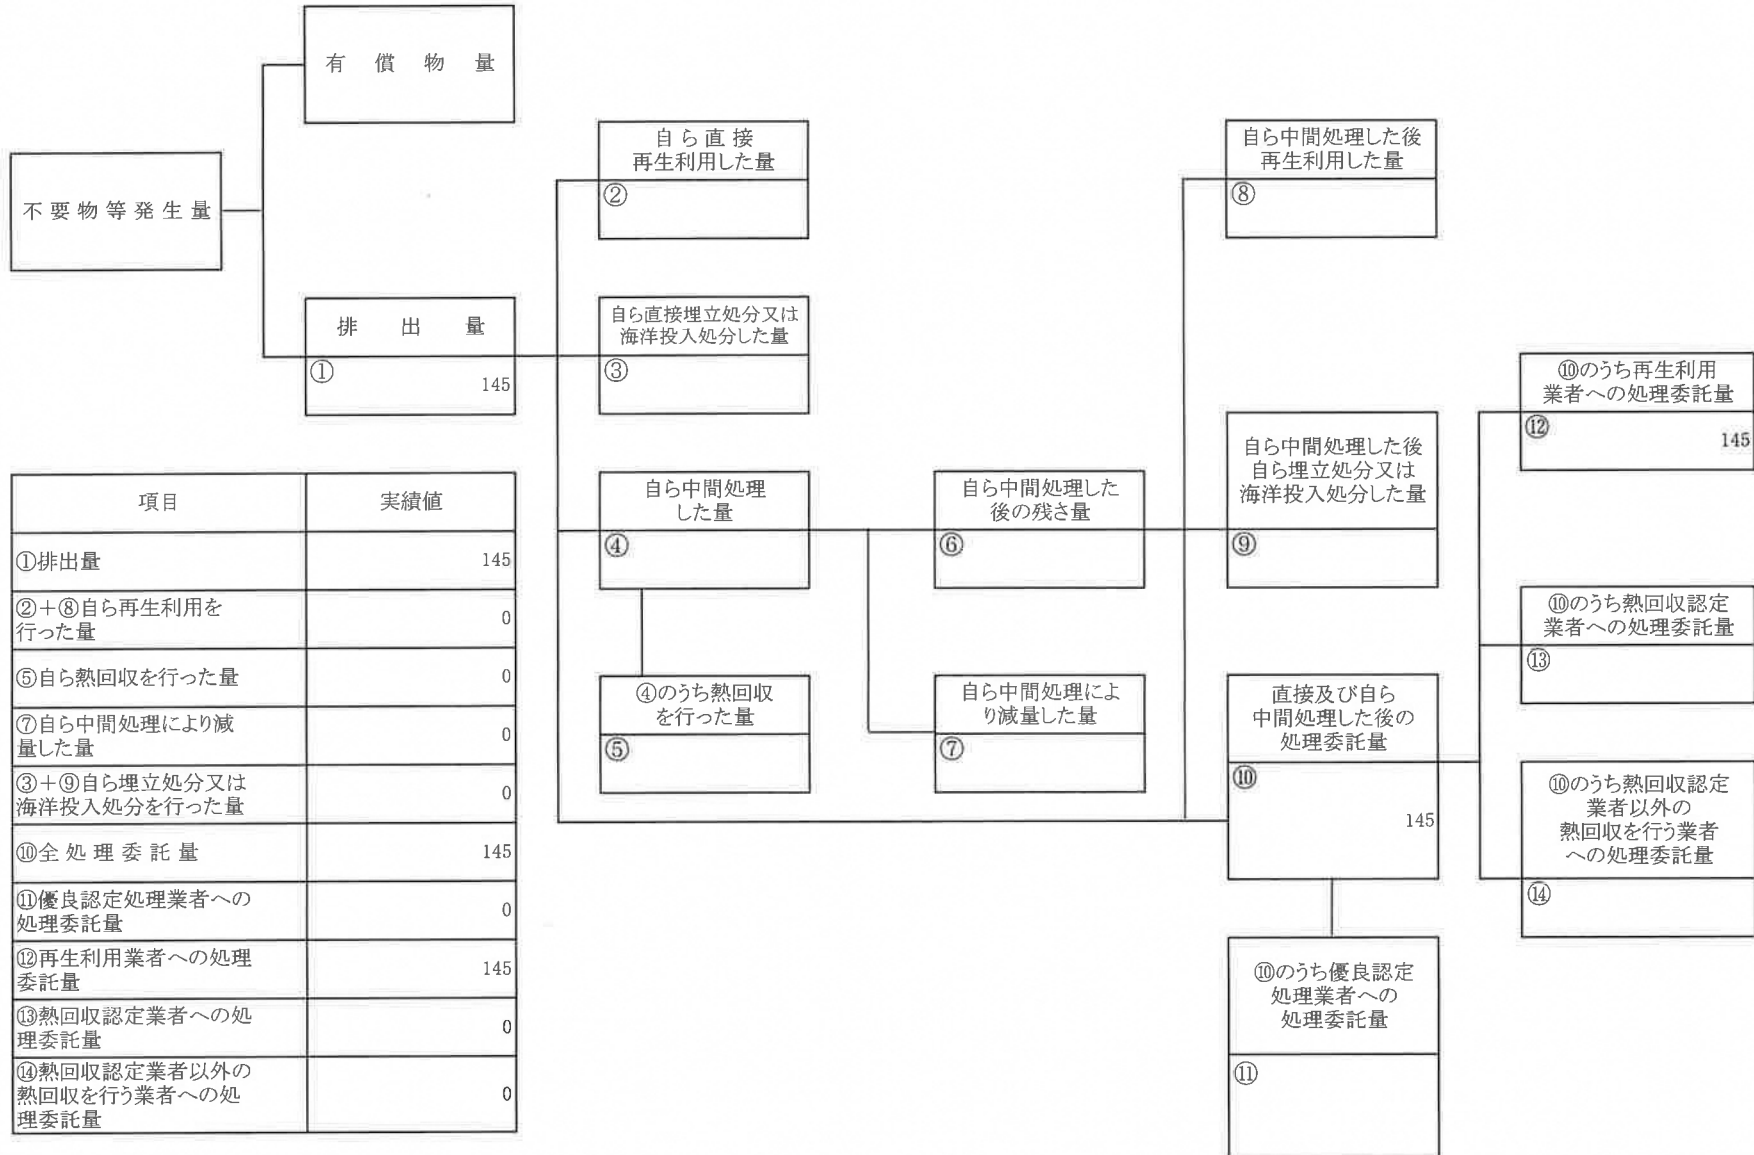 有償物量
不要物等発生量
排出量
①
145
自ら直接
再生利用した量
②
自ら直接埋立処分又は
海洋投入処分した量
③
自ら中間処理
した量
④
④のうち熱回収
を行った量
⑤
自ら中間処理した
後の残さ量
⑥
自ら中間処理によ
り減量した量
⑦
自ら中間処理した後
再生利用した量
⑧
自ら中間処理した後
自ら埋立処分又は
海洋投入処分した量
⑨
直接及び自ら
中間処理した後の
処理委託量
⑩
145
⑩のうち優良認定
処理業者への
処理委託量
⑪
⑩のうち再生利用
業者への処理委託量
⑫
145
⑩のうち熱回収認定
業者への処理委託量
⑬
⑩のうち熱回収認定
業者以外の
熱回収を行う業者
への処理委託量
⑭
項目 実績値
①排出量 145
②+⑧自ら再生利用を
行った量 0
⑤自ら熱回収を行った量 0
⑦自ら中間処理により減
量した量 0
③+⑨自ら埋立処分又は
海洋投入処分を行った量 0
⑩全処理委託量 145
⑪優良認定処理業者への
処理委託量 0
⑫再生利用業者への処理
委託量 145
⑬熱回収認定業者への処
理委託量 0
⑭熱回収認定業者以外の
熱回収を行う業者への処
理委託量 0